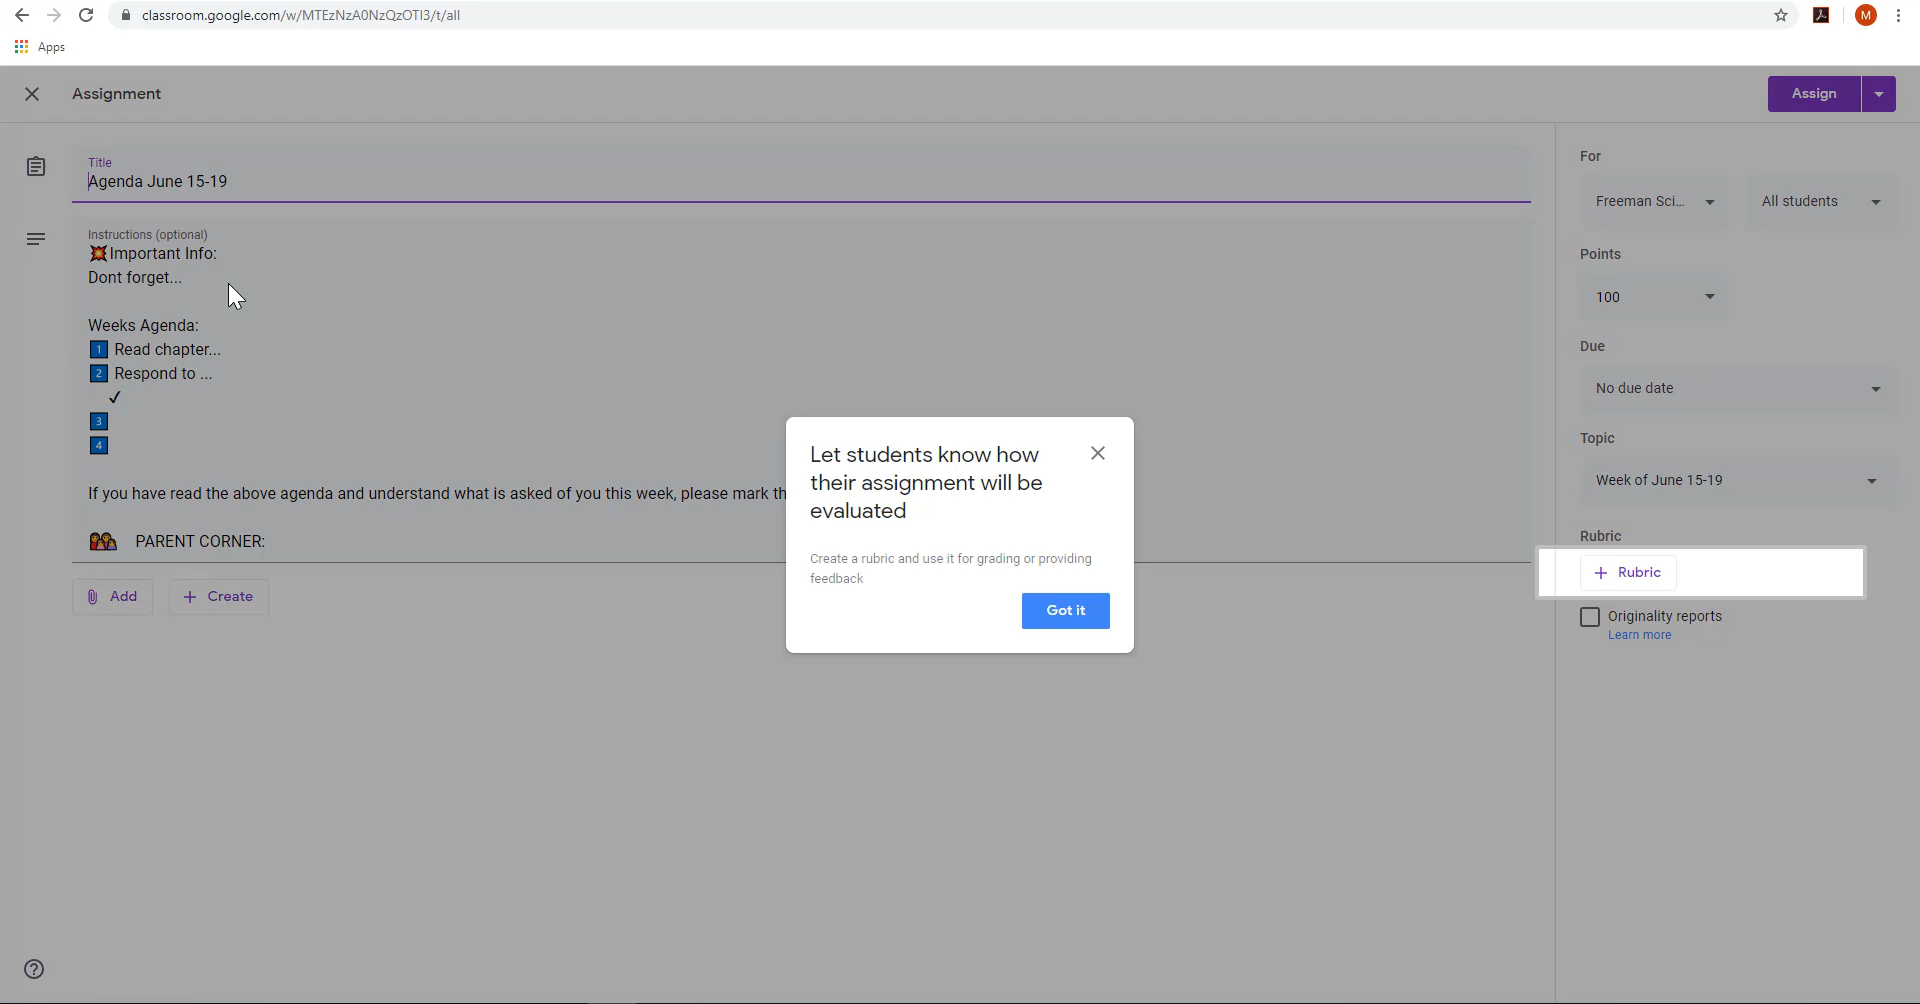 classroom.google.com/w/MTEzNzA0NzQzOTI3/t/all
M
Apps
Assignment
Assign
Title
Agenda June 15-19
Instructions (optional)
💥Important Info:
Dont forget...
Weeks Agenda:
1 Read chapter...
2 Respond to ...
✓
3
4
If you have read the above agenda and understand what is asked of you this week, please mark th
PARENT CORNER:
Add
+ Create
Let students know how
their assignment will be
evaluated
Create a rubric and use it for grading or providing
feedback
Got it
For
Freeman Sci...
All students
Points
100
Due
No due date
Topic
Week of June 15-19
Rubric
+ Rubric
Originality reports
Learn more